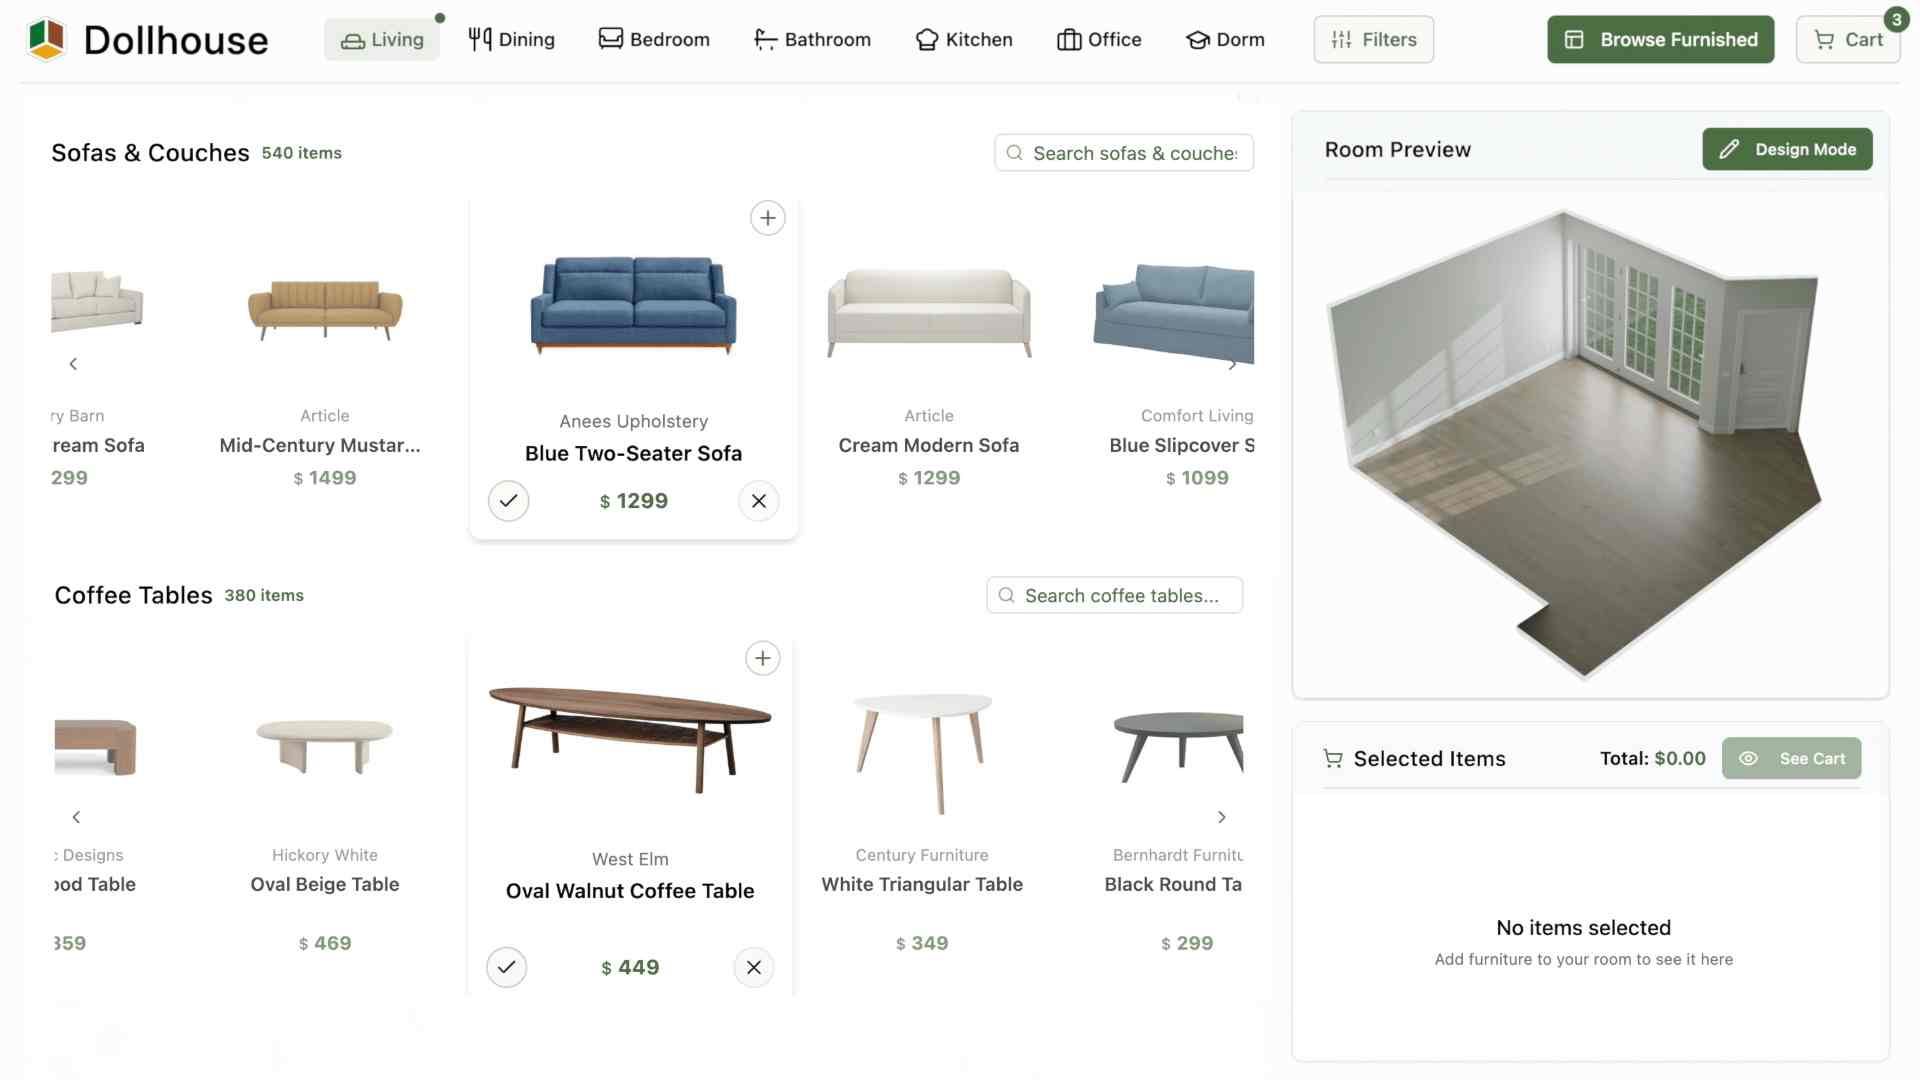 Dollhouse
Living
Dining
Bedroom
Bathroom
Kitchen
Office
Dorm
Filters
Browse Furnished
Cart
3
Sofas & Couches
540 items
Search sofas & couches
ry Barn
ream Sofa
299
Article
Mid-Century Mustar...
$ 1499
Anees Upholstery
Blue Two-Seater Sofa
$ 1299
Article
Cream Modern Sofa
$ 1299
Comfort Living
Blue Slipcover S
$ 1099
Coffee Tables
380 items
Search coffee tables...
c Designs
ood Table
359
Hickory White
Oval Beige Table
$ 469
West Elm
Oval Walnut Coffee Table
$ 449
Century Furniture
White Triangular Table
$ 349
Bernhardt Furnitu
Black Round Ta
$ 299
Room Preview
Design Mode
Selected Items
Total: $0.00
See Cart
No items selected
Add furniture to your room to see it here